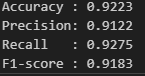 Accuracy : 0.9223
Precision: 0.9122
Recall   : 0.9275
F1-score : 0.9183